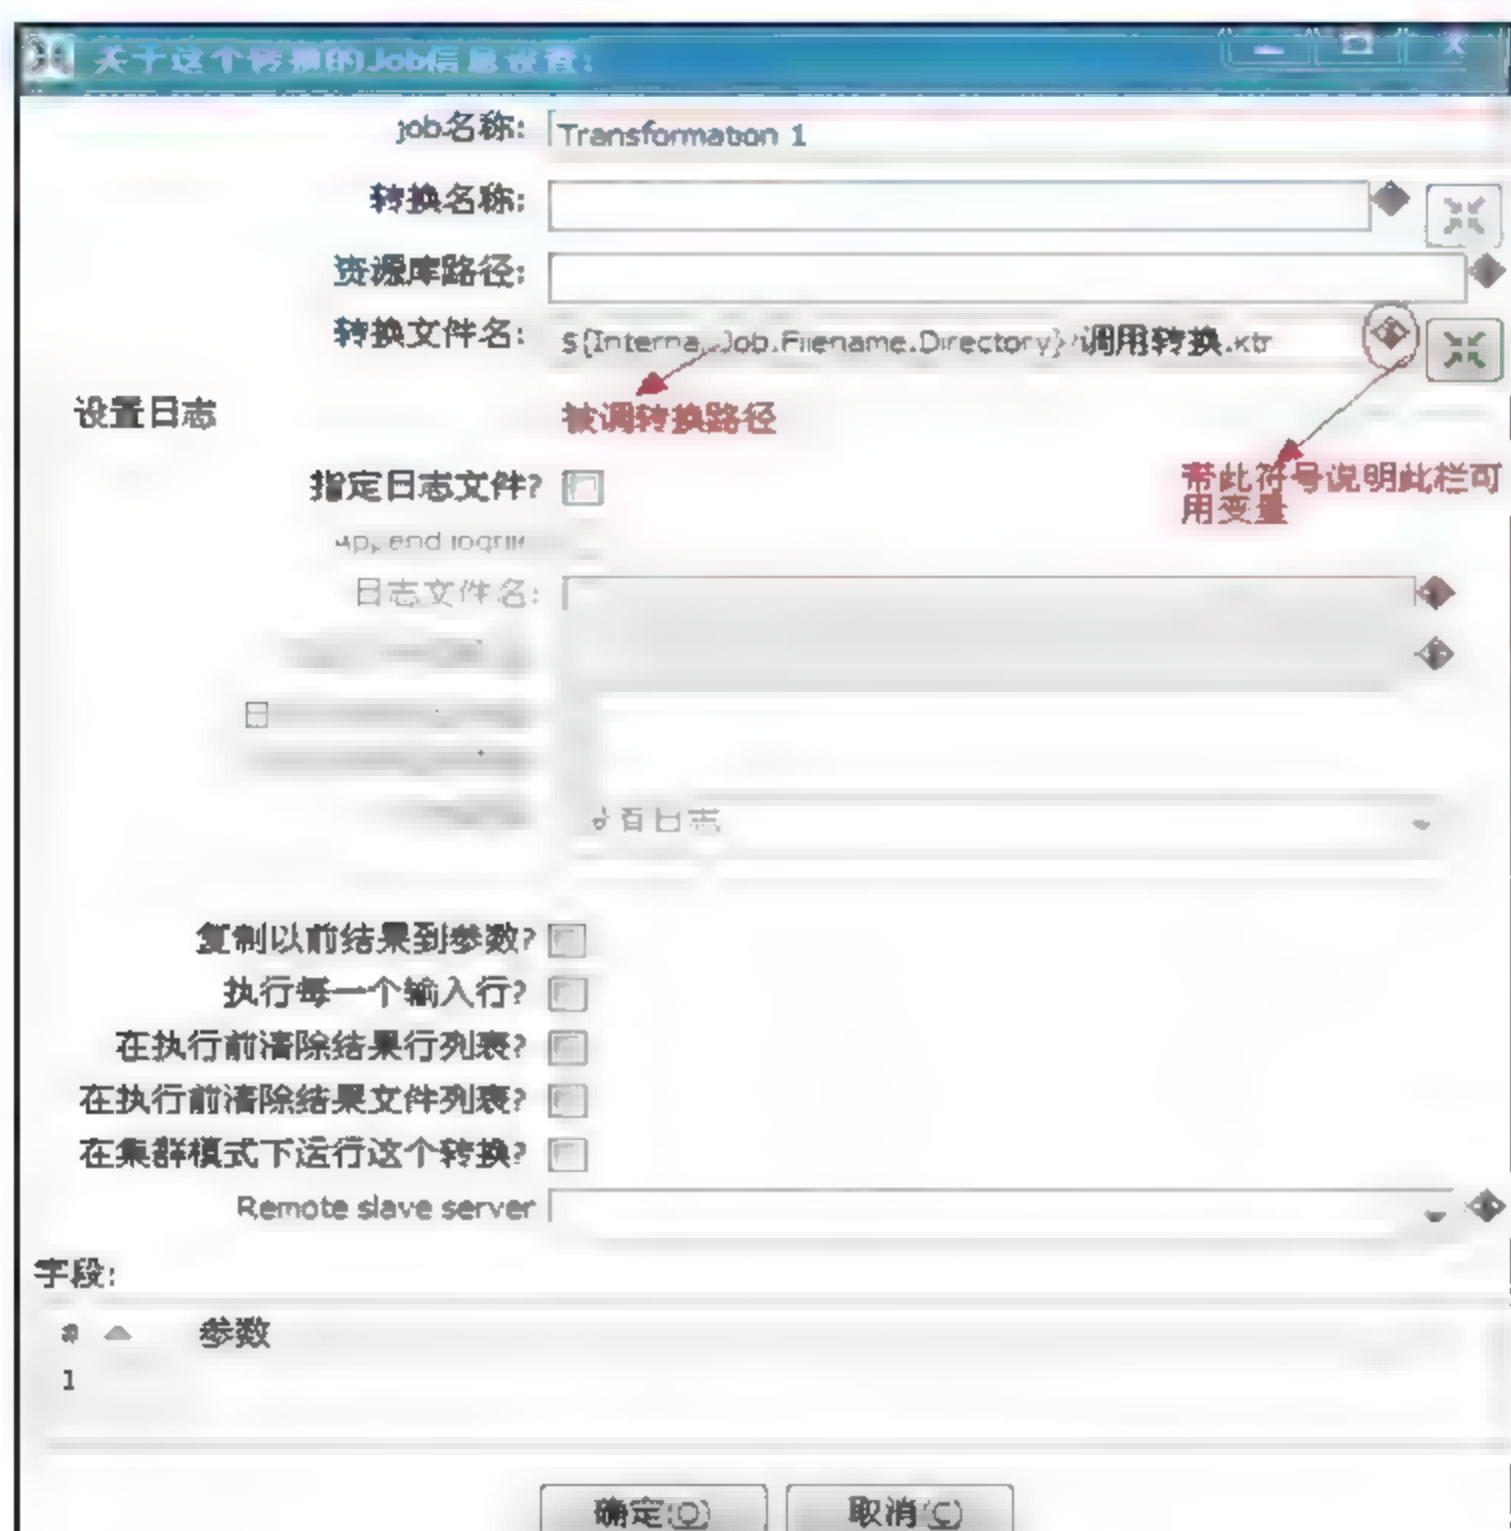 关于这个转换的Job信息设置:
job名称: Transformation 1
转换名称:
资源库路径:
转换文件名: ${Internal.Job.Filename.Directory}/调用转换.ktr
设置日志
被调转换路径
指定日志文件?
带此符号说明此栏可
用变量
Append logfile
日志文件名:
日
日志
复制以前结果到参数?
执行每一个输入行?
在执行前清除结果行列表?
在执行前清除结果文件列表?
在集群模式下运行这个转换?
Remote slave server
字段:
# 参数
1
确定(O) 取消(C)